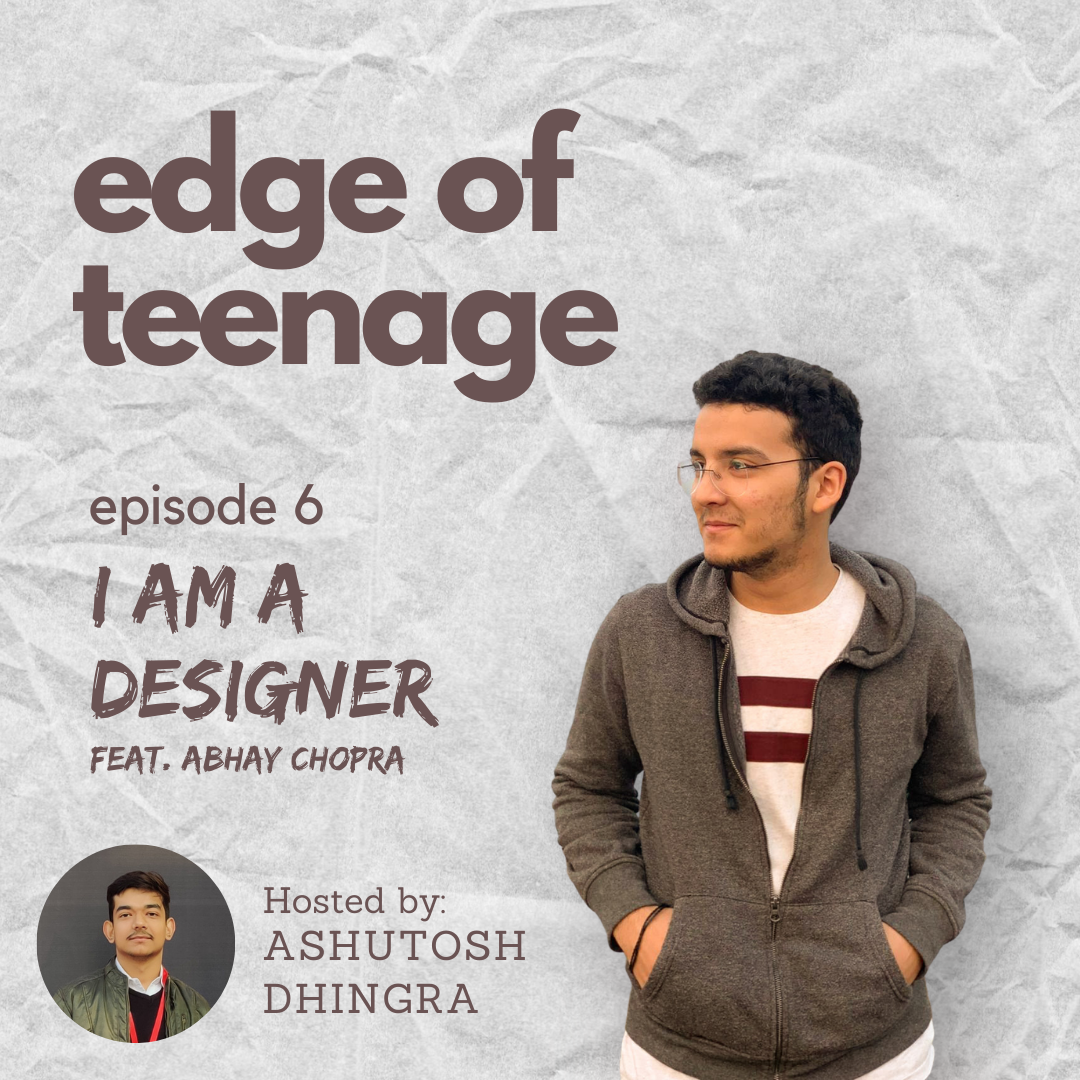 edge of
teenage
episode 6
I AM A
DESIGNER
FEAT. ABHAY CHOPRA
Hosted by:
ASHUTOSH
DHINGRA